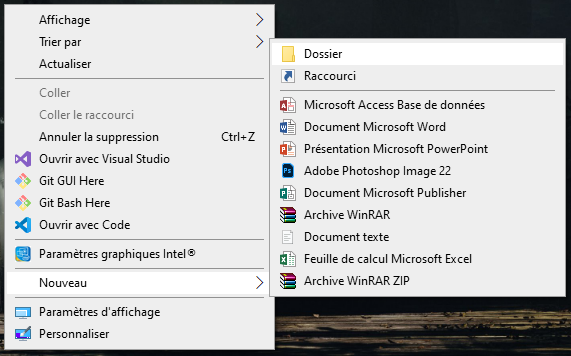 Affichage
Trier par
Actualiser
Coller
Coller le raccourci
Annuler la suppression Ctrl+Z
Ouvrir avec Visual Studio
Git GUI Here
Git Bash Here
Ouvrir avec Code
Paramètres graphiques Intel®
Nouveau
Paramètres d'affichage
Personnaliser
Dossier
Raccourci
Microsoft Access Base de données
Document Microsoft Word
Présentation Microsoft PowerPoint
Adobe Photoshop Image 22
Document Microsoft Publisher
Archive WinRAR
Document texte
Feuille de calcul Microsoft Excel
Archive WinRAR ZIP